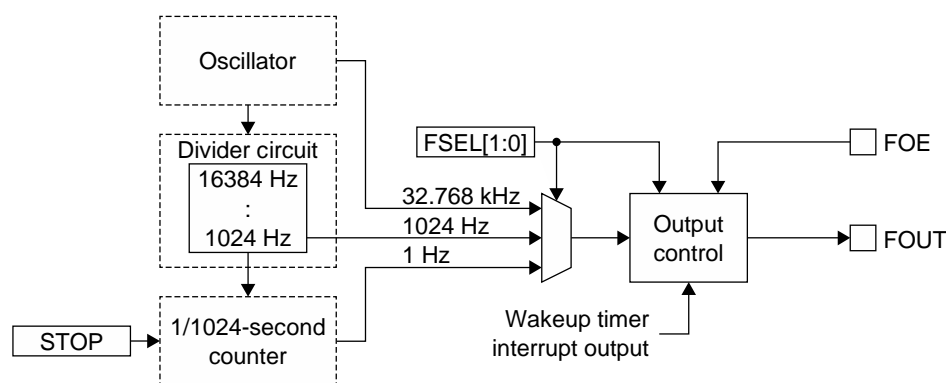 Oscillator
Divider circuit
16384 Hz
:
1024 Hz
FSEL[1:0]
FOE
32.768 kHz
1024 Hz
1 Hz
Output
control
FOUT
STOP
1/1024-second
counter
Wakeup timer
interrupt output